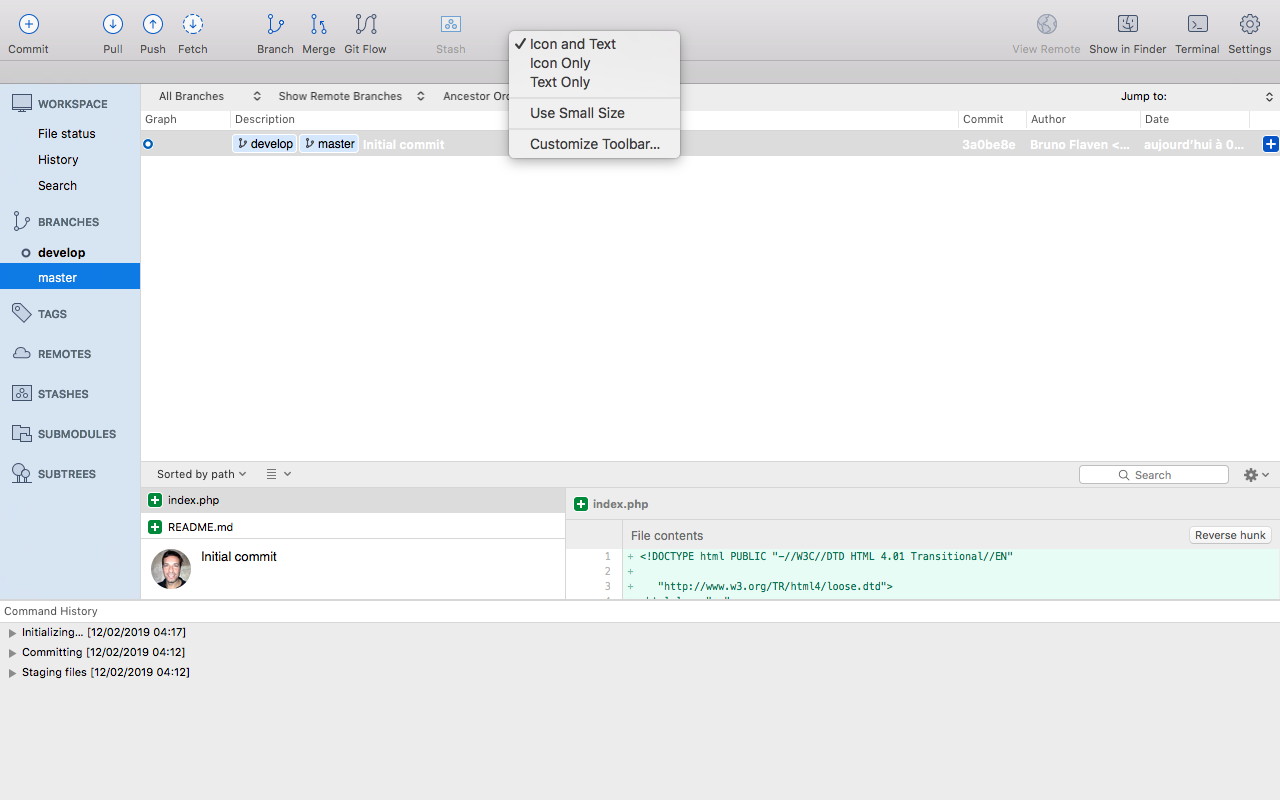 Commit Pull Push Fetch Branch Merge Git Flow Stash View Remote Show in Finder Terminal Settings
✓ Icon and Text
Icon Only
Text Only
Use Small Size
Customize Toolbar...
WORKSPACE
File status
History
Search
BRANCHES
develop
master
TAGS
REMOTES
STASHES
SUBMODULES
SUBTREES
All Branches Show Remote Branches Ancestor Jump to:
Graph Description Commit Author Date
develop master Initial commit 3a0be8e Bruno Flaven <... aujourd'hui à 0...
Sorted by path Search
index.php
README.md
Initial commit
index.php
File contents Reverse hunk
1 + <!DOCTYPE html PUBLIC "-//W3C//DTD HTML 4.01 Transitional//EN"
2 +
3 + "http://www.w3.org/TR/html4/loose.dtd">
Command History
Initializing... [12/02/2019 04:17]
Committing [12/02/2019 04:12]
Staging files [12/02/2019 04:12]